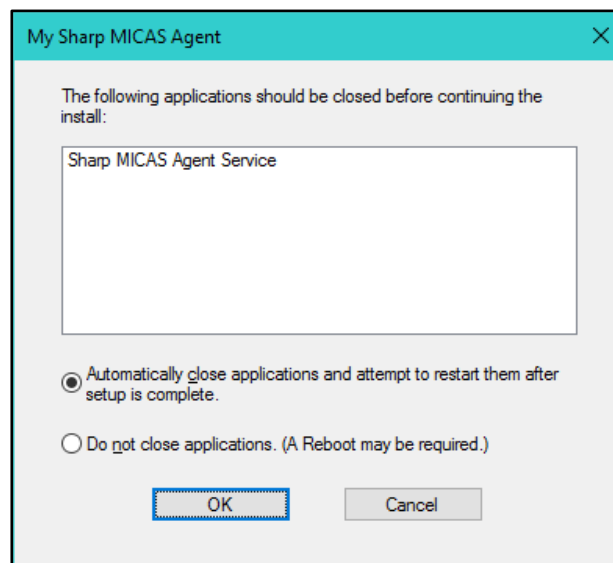 My Sharp MICAS Agent
The following applications should be closed before continuing the
install:
Sharp MICAS Agent Service
Automatically close applications and attempt to restart them after
setup is complete.
Do not close applications. (A Reboot may be required.)
OK
Cancel